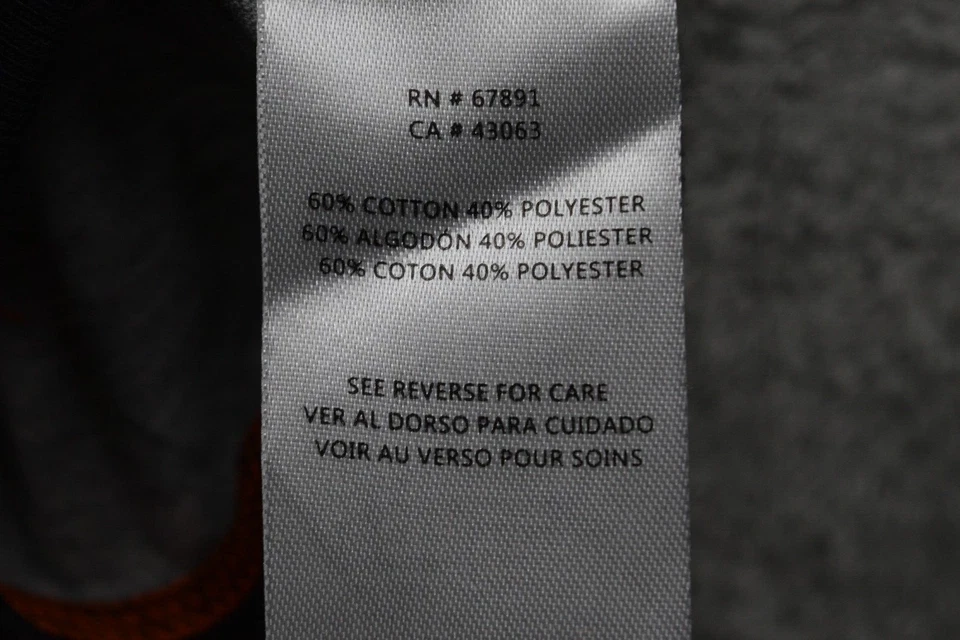 RN # 67891
CA # 43063
60% COTTON 40% POLYESTER
60% ALGODÓN 40% POLIESTER
60% COTON 40% POLYESTER
SEE REVERSE FOR CARE
VER AL DORSO PARA CUIDADO
VOIR AU VERSO POUR SOINS